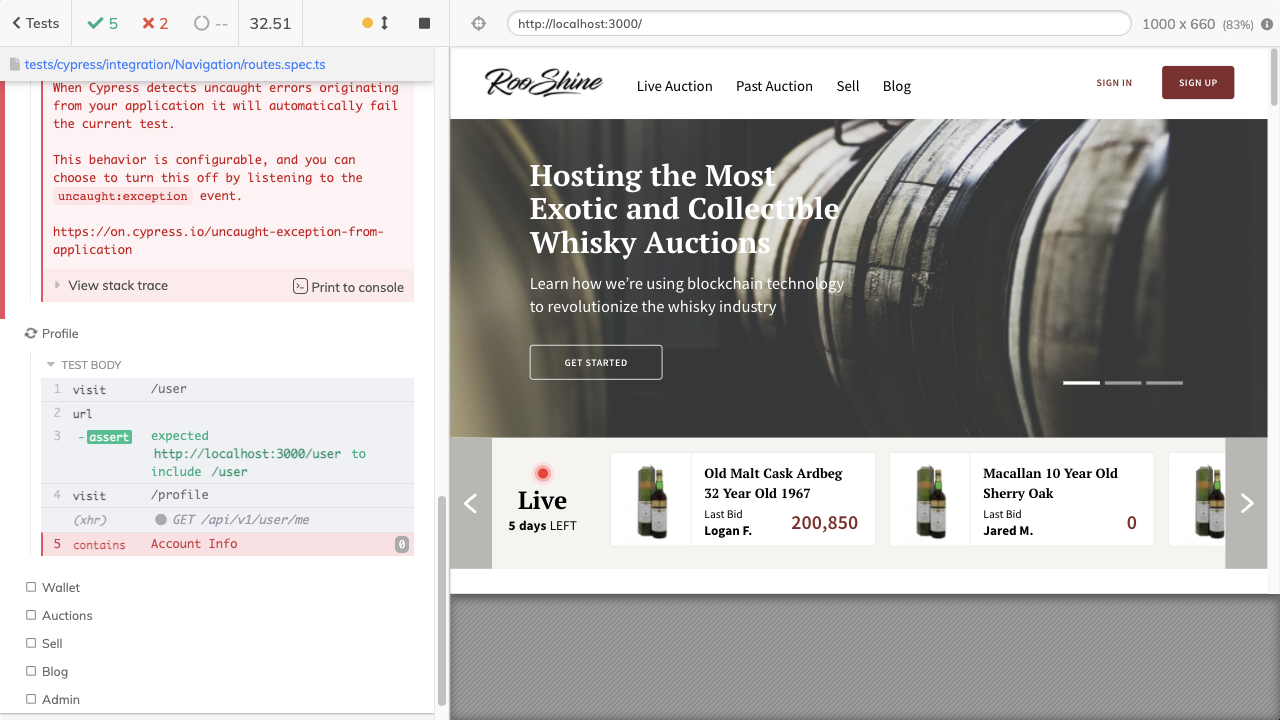 Tests
5
2
--
32.51
http://localhost:3000/
1000 x 660 (83%)
tests/cypress/integration/Navigation/routes.spec.ts
When Cypress detects uncaught errors originating
from your application it will automatically fail
the current test.
This behavior is configurable, and you can
choose to turn this off by listening to the
uncaught:exception event.
https://on.cypress.io/uncaught-exception-from-
application
View stack trace
Print to console
Profile
TEST BODY
1 visit /user
2 url
3 -assert expected
http://localhost:3000/user to
include /user
4 visit /profile
(xhr) GET /api/v1/user/me
5 contains Account Info 0
Wallet
Auctions
Sell
Blog
Admin
RooShine
Live Auction
Past Auction
Sell
Blog
SIGN IN
SIGN UP
Hosting the Most
Exotic and Collectible
Whisky Auctions
Learn how we're using blockchain technology
to revolutionize the whisky industry
GET STARTED
Live
5 days LEFT
Old Malt Cask Ardbeg
32 Year Old 1967
Last Bid
Logan F.
200,850
Macallan 10 Year Old
Sherry Oak
Last Bid
Jared M.
0